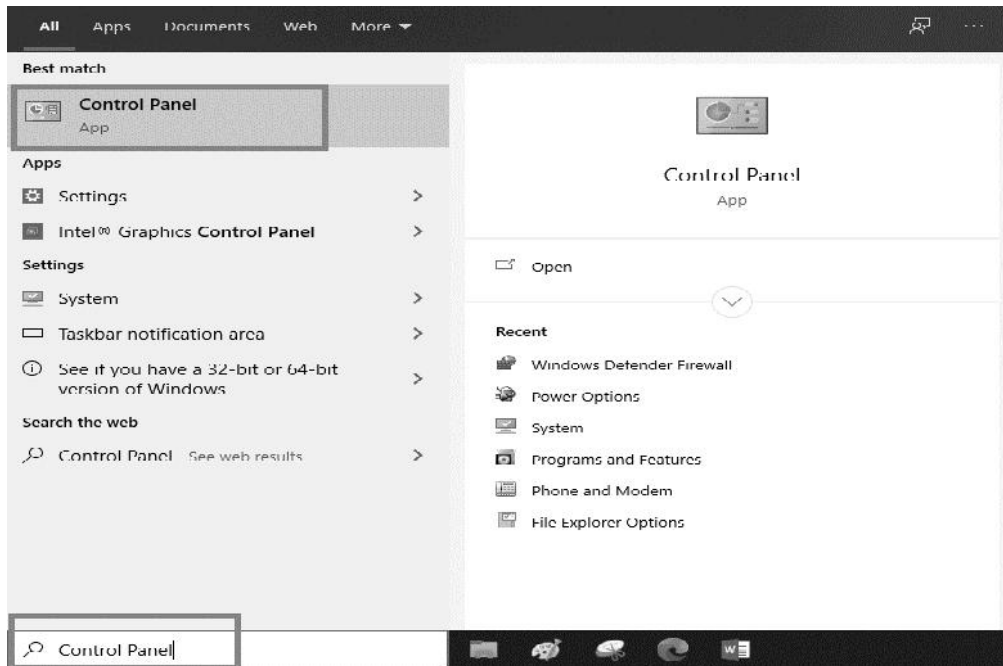 All Apps Documents Web More
Best match
Control Panel
App
Apps
Settings
Intel® Graphics Control Panel
Settings
System
Taskbar notification area
See if you have a 32-bit or 64-bit
version of Windows
Search the web
Control Panel See web results
Control Panel
Control Panel
App
Open
Recent
Windows Defender Firewall
Power Options
System
Programs and Features
Phone and Modem
File Explorer Options